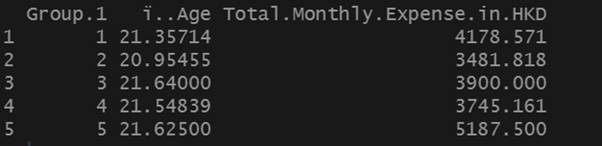 Group.1 ï..Age Total.Monthly.Expense.in.HKD
1 1 21.35714 4178.571
2 2 20.95455 3481.818
3 3 21.64000 3900.000
4 4 21.54839 3745.161
5 5 21.62500 5187.500